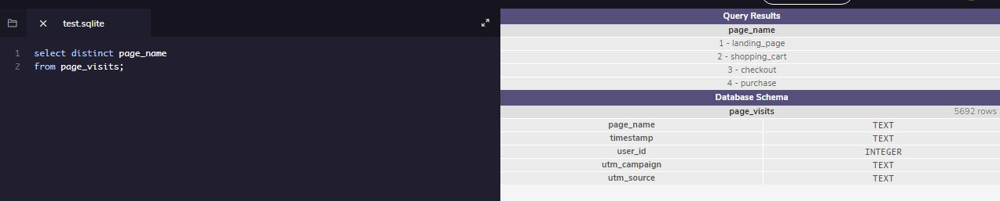 test.sqlite
1 select distinct page_name
2 from page_visits;
Query Results
page_name
1 - landing_page
2 - shopping_cart
3 - checkout
4 - purchase
Database Schema
page_visits 5692 rows
page_name TEXT
timestamp TEXT
user_id INTEGER
utm_campaign TEXT
utm_source TEXT